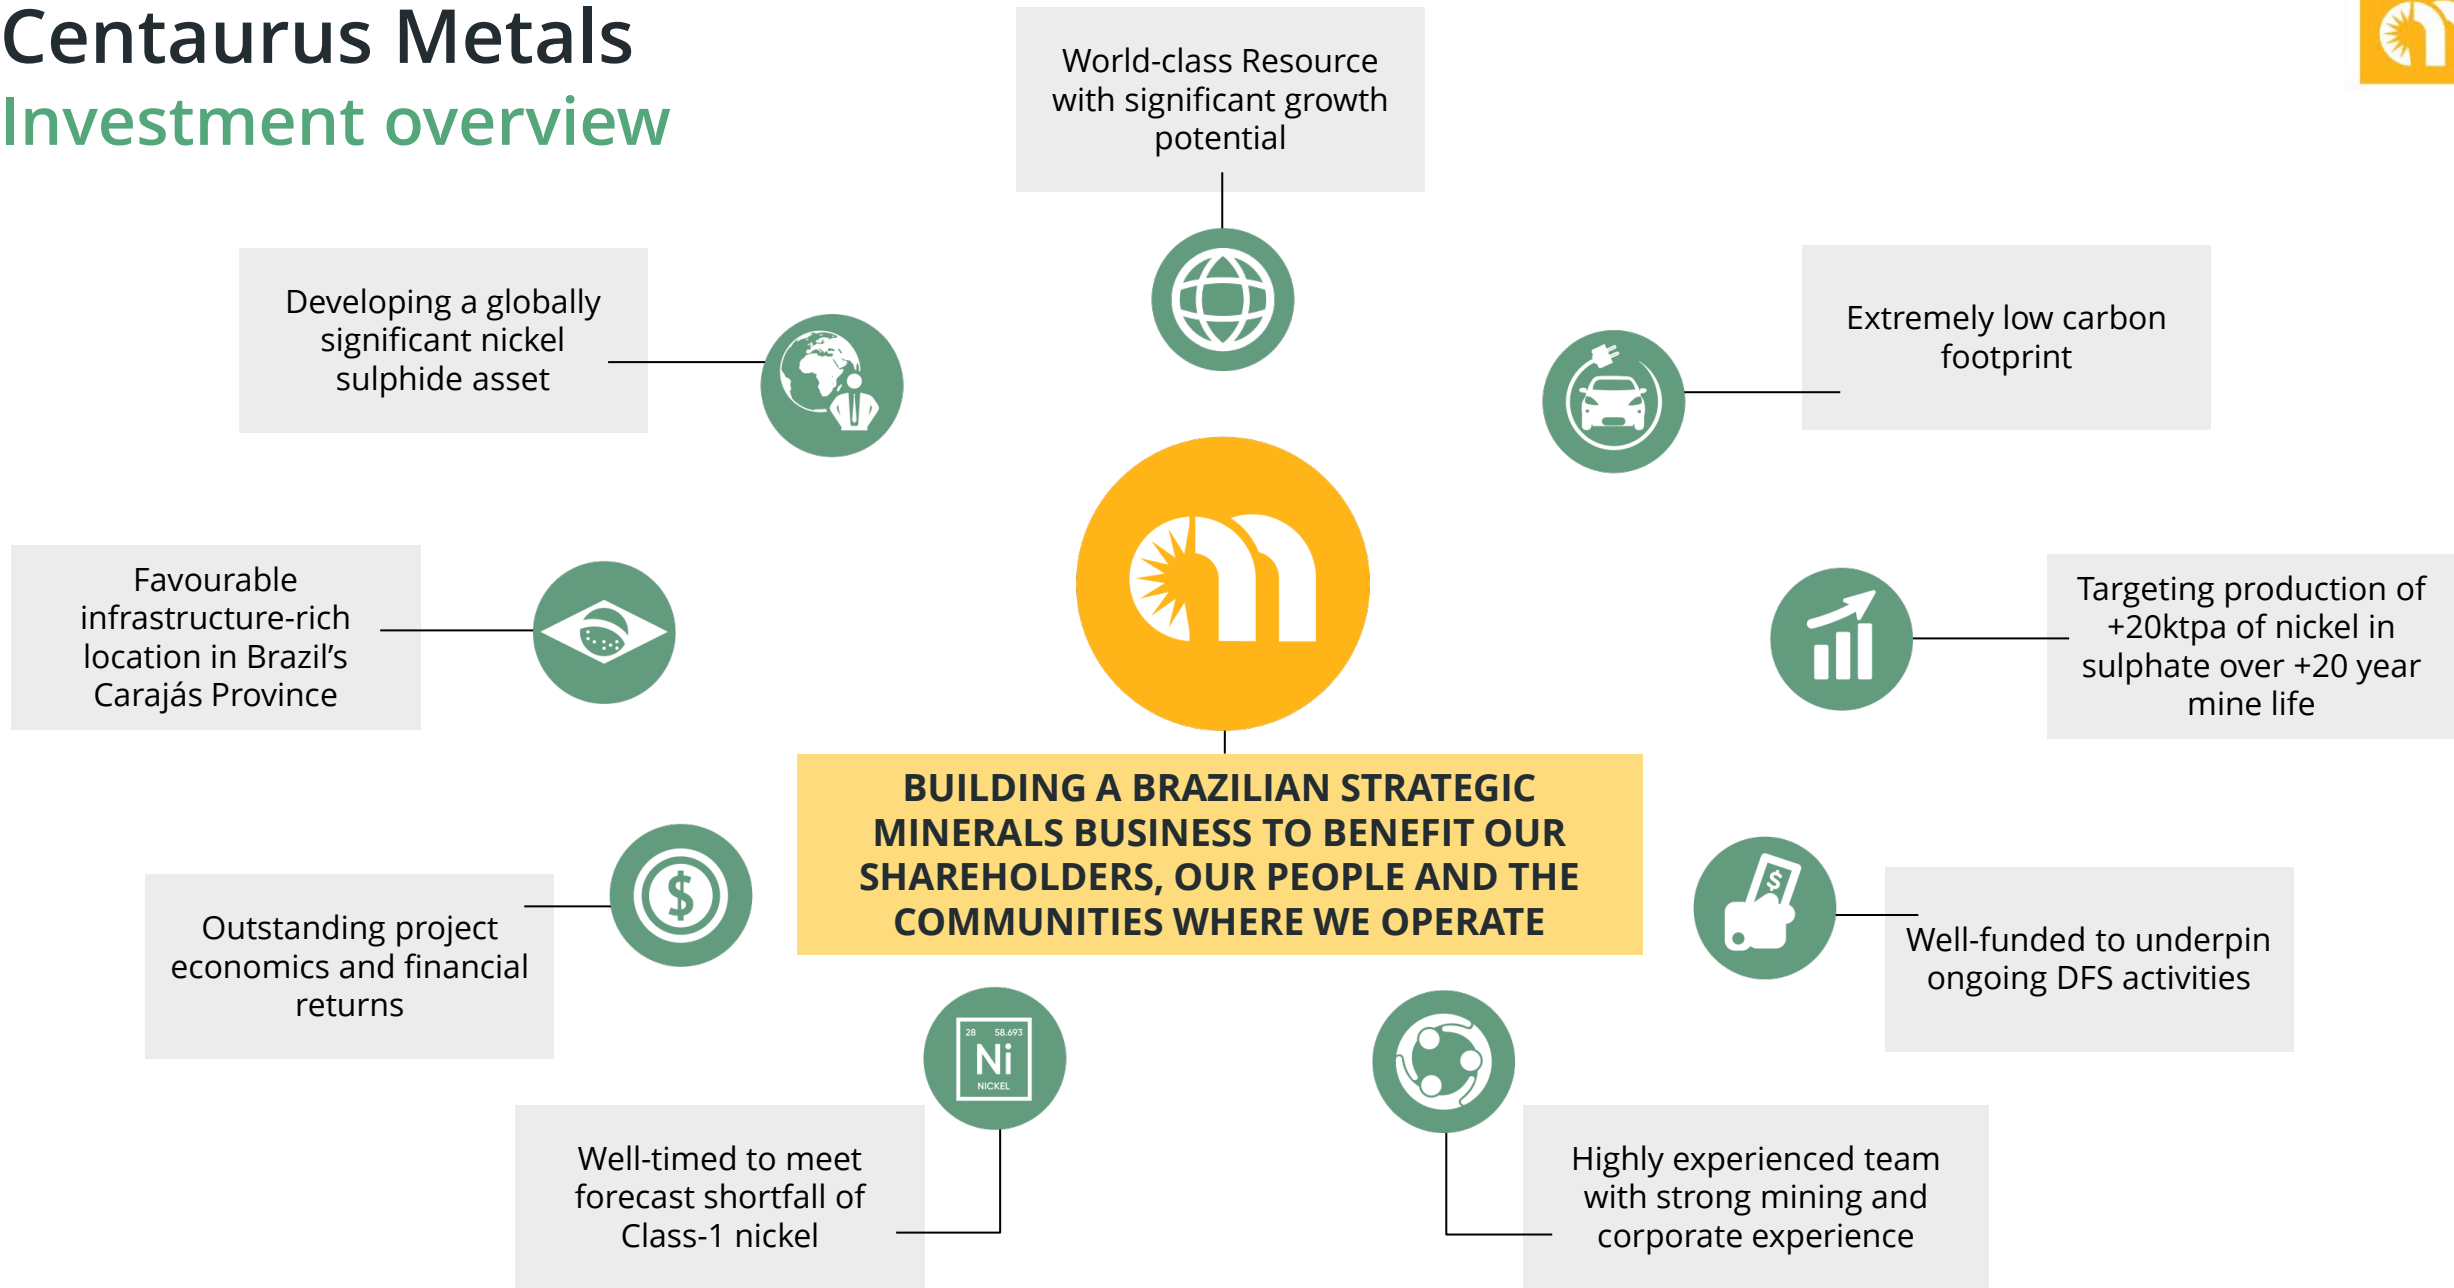 Centaurus Metals
Investment overview
World-class Resource
with significant growth
potential
Developing a globally
significant nickel
sulphide asset
Extremely low carbon
footprint
Favourable
infrastructure-rich
location in Brazil’s
Carajás Province
Targeting production of
+20ktpa of nickel in
sulphate over +20 year
mine life
BUILDING A BRAZILIAN STRATEGIC
MINERALS BUSINESS TO BENEFIT OUR
SHAREHOLDERS, OUR PEOPLE AND THE
COMMUNITIES WHERE WE OPERATE
$
Outstanding project
economics and financial
returns
$
Well-funded to underpin
ongoing DFS activities
28 58.693
Ni
NICKEL
Well-timed to meet
forecast shortfall of
Class-1 nickel
Highly experienced team
with strong mining and
corporate experience